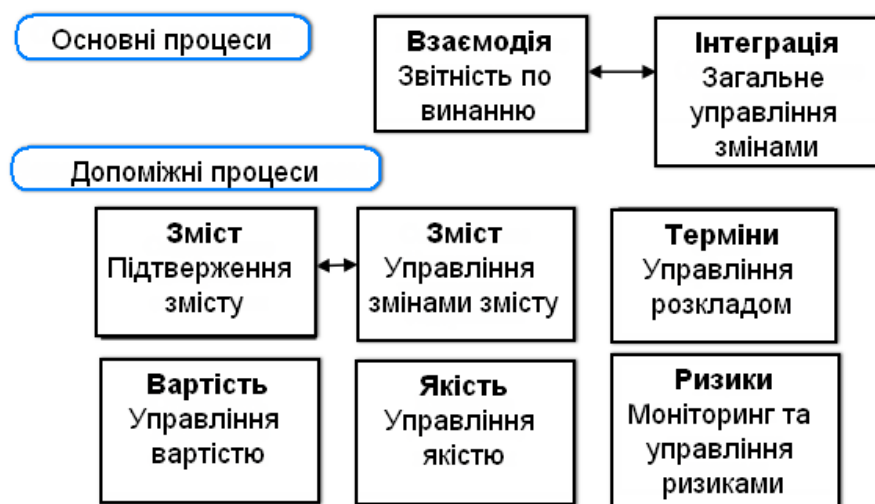 Основні процеси
Взаємодія
Звітність по
винанню
Інтеграція
Загальне
управління
змінами
Допоміжні процеси
Зміст
Підтверження
змісту
Зміст
Управління
змінами змісту
Терміни
Управління
розкладом
Вартість
Управління
вартістю
Якість
Управління
якістю
Ризики
Моніторинг та
управління
ризиками